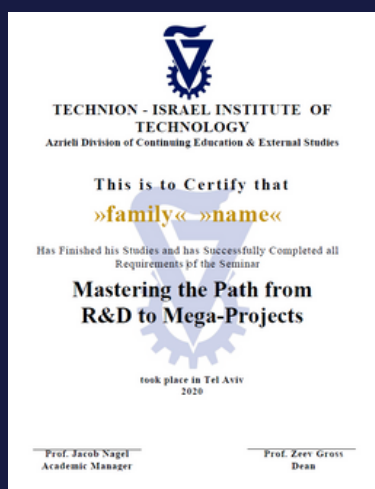 TECHNION - ISRAEL INSTITUTE OF
TECHNOLOGY
Azrieli Division of Continuing Education & External Studies
This is to Certify that
»family« »name«
Has Finished his Studies and has Successfully Completed all
Requirements of the Seminar
Mastering the Path from
R&D to Mega-Projects
took place in Tel Aviv
2020
Prof. Jacob Nagel
Academic Manager
Prof. Zeev Gross
Dean